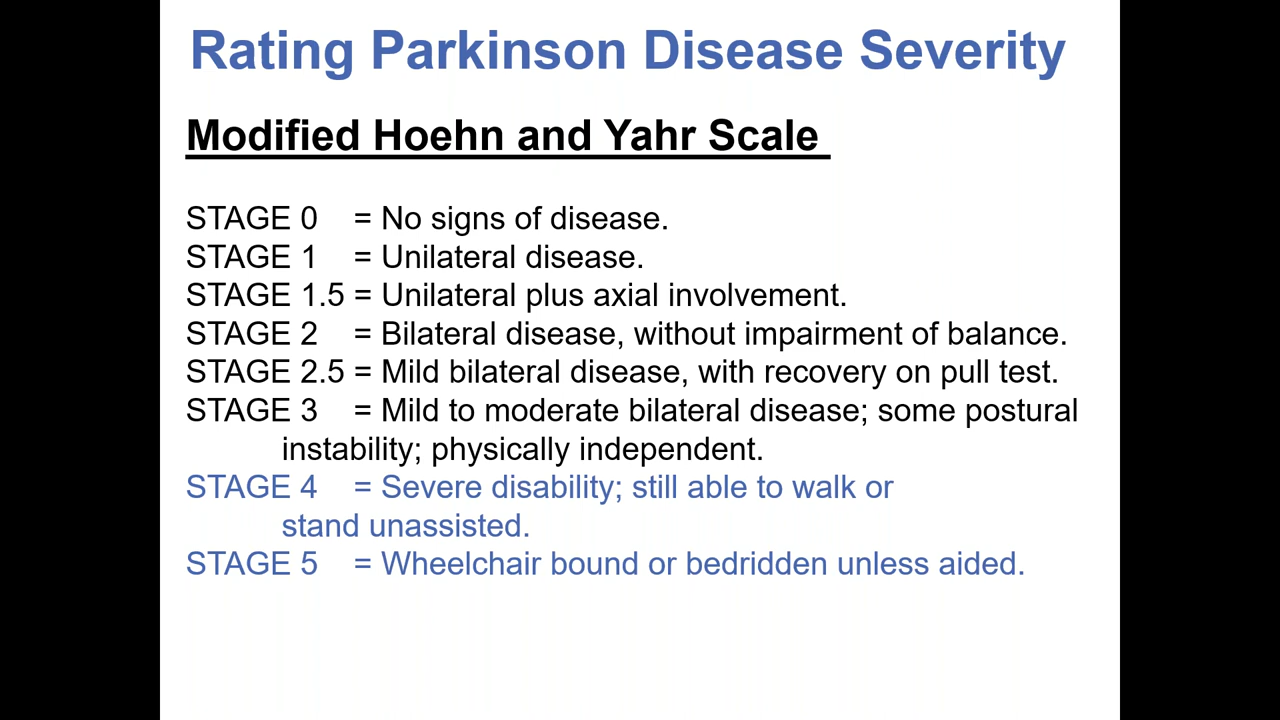 Rating Parkinson Disease Severity
Modified Hoehn and Yahr Scale
STAGE 0 = No signs of disease.
STAGE 1 = Unilateral disease.
STAGE 1.5 = Unilateral plus axial involvement.
STAGE 2 = Bilateral disease, without impairment of balance.
STAGE 2.5 = Mild bilateral disease, with recovery on pull test.
STAGE 3 = Mild to moderate bilateral disease; some postural
instability; physically independent.
STAGE 4 = Severe disability; still able to walk or
stand unassisted.
STAGE 5 = Wheelchair bound or bedridden unless aided.